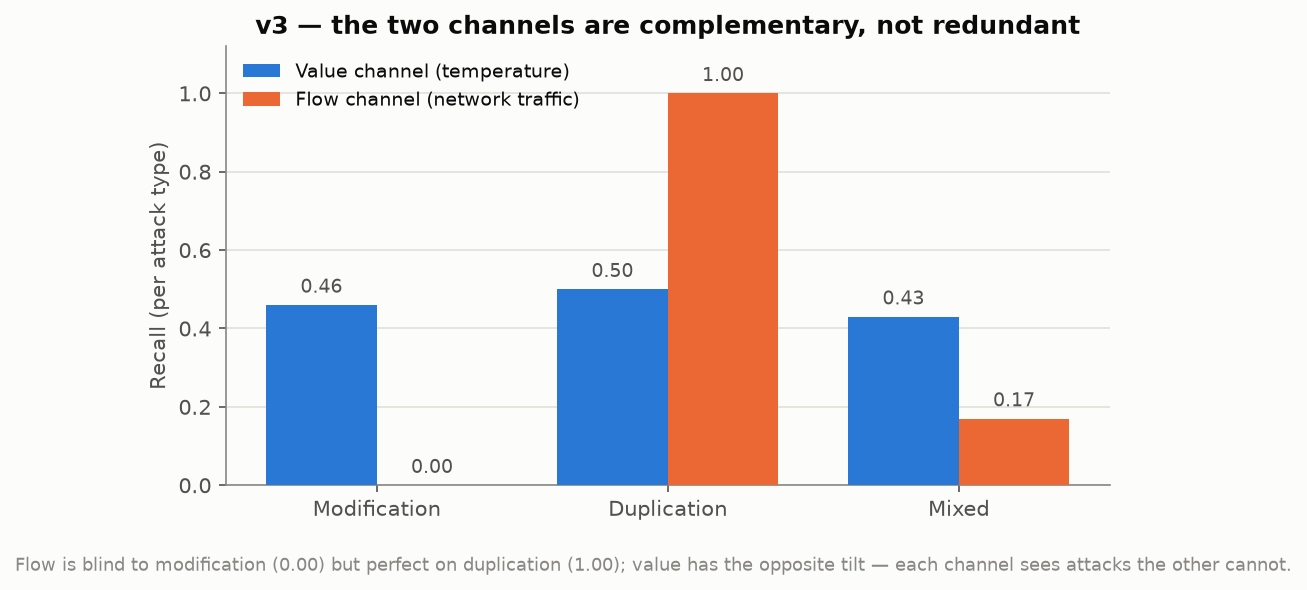 v3 — the two channels are complementary, not redundant
Value channel (temperature)
Flow channel (network traffic)
Recall (per attack type)
1.0
0.8
0.6
0.4
0.2
0.0
0.46
0.00
0.50
1.00
0.43
0.17
Modification
Duplication
Mixed
Flow is blind to modification (0.00) but perfect on duplication (1.00); value has the opposite tilt — each channel sees attacks the other cannot.